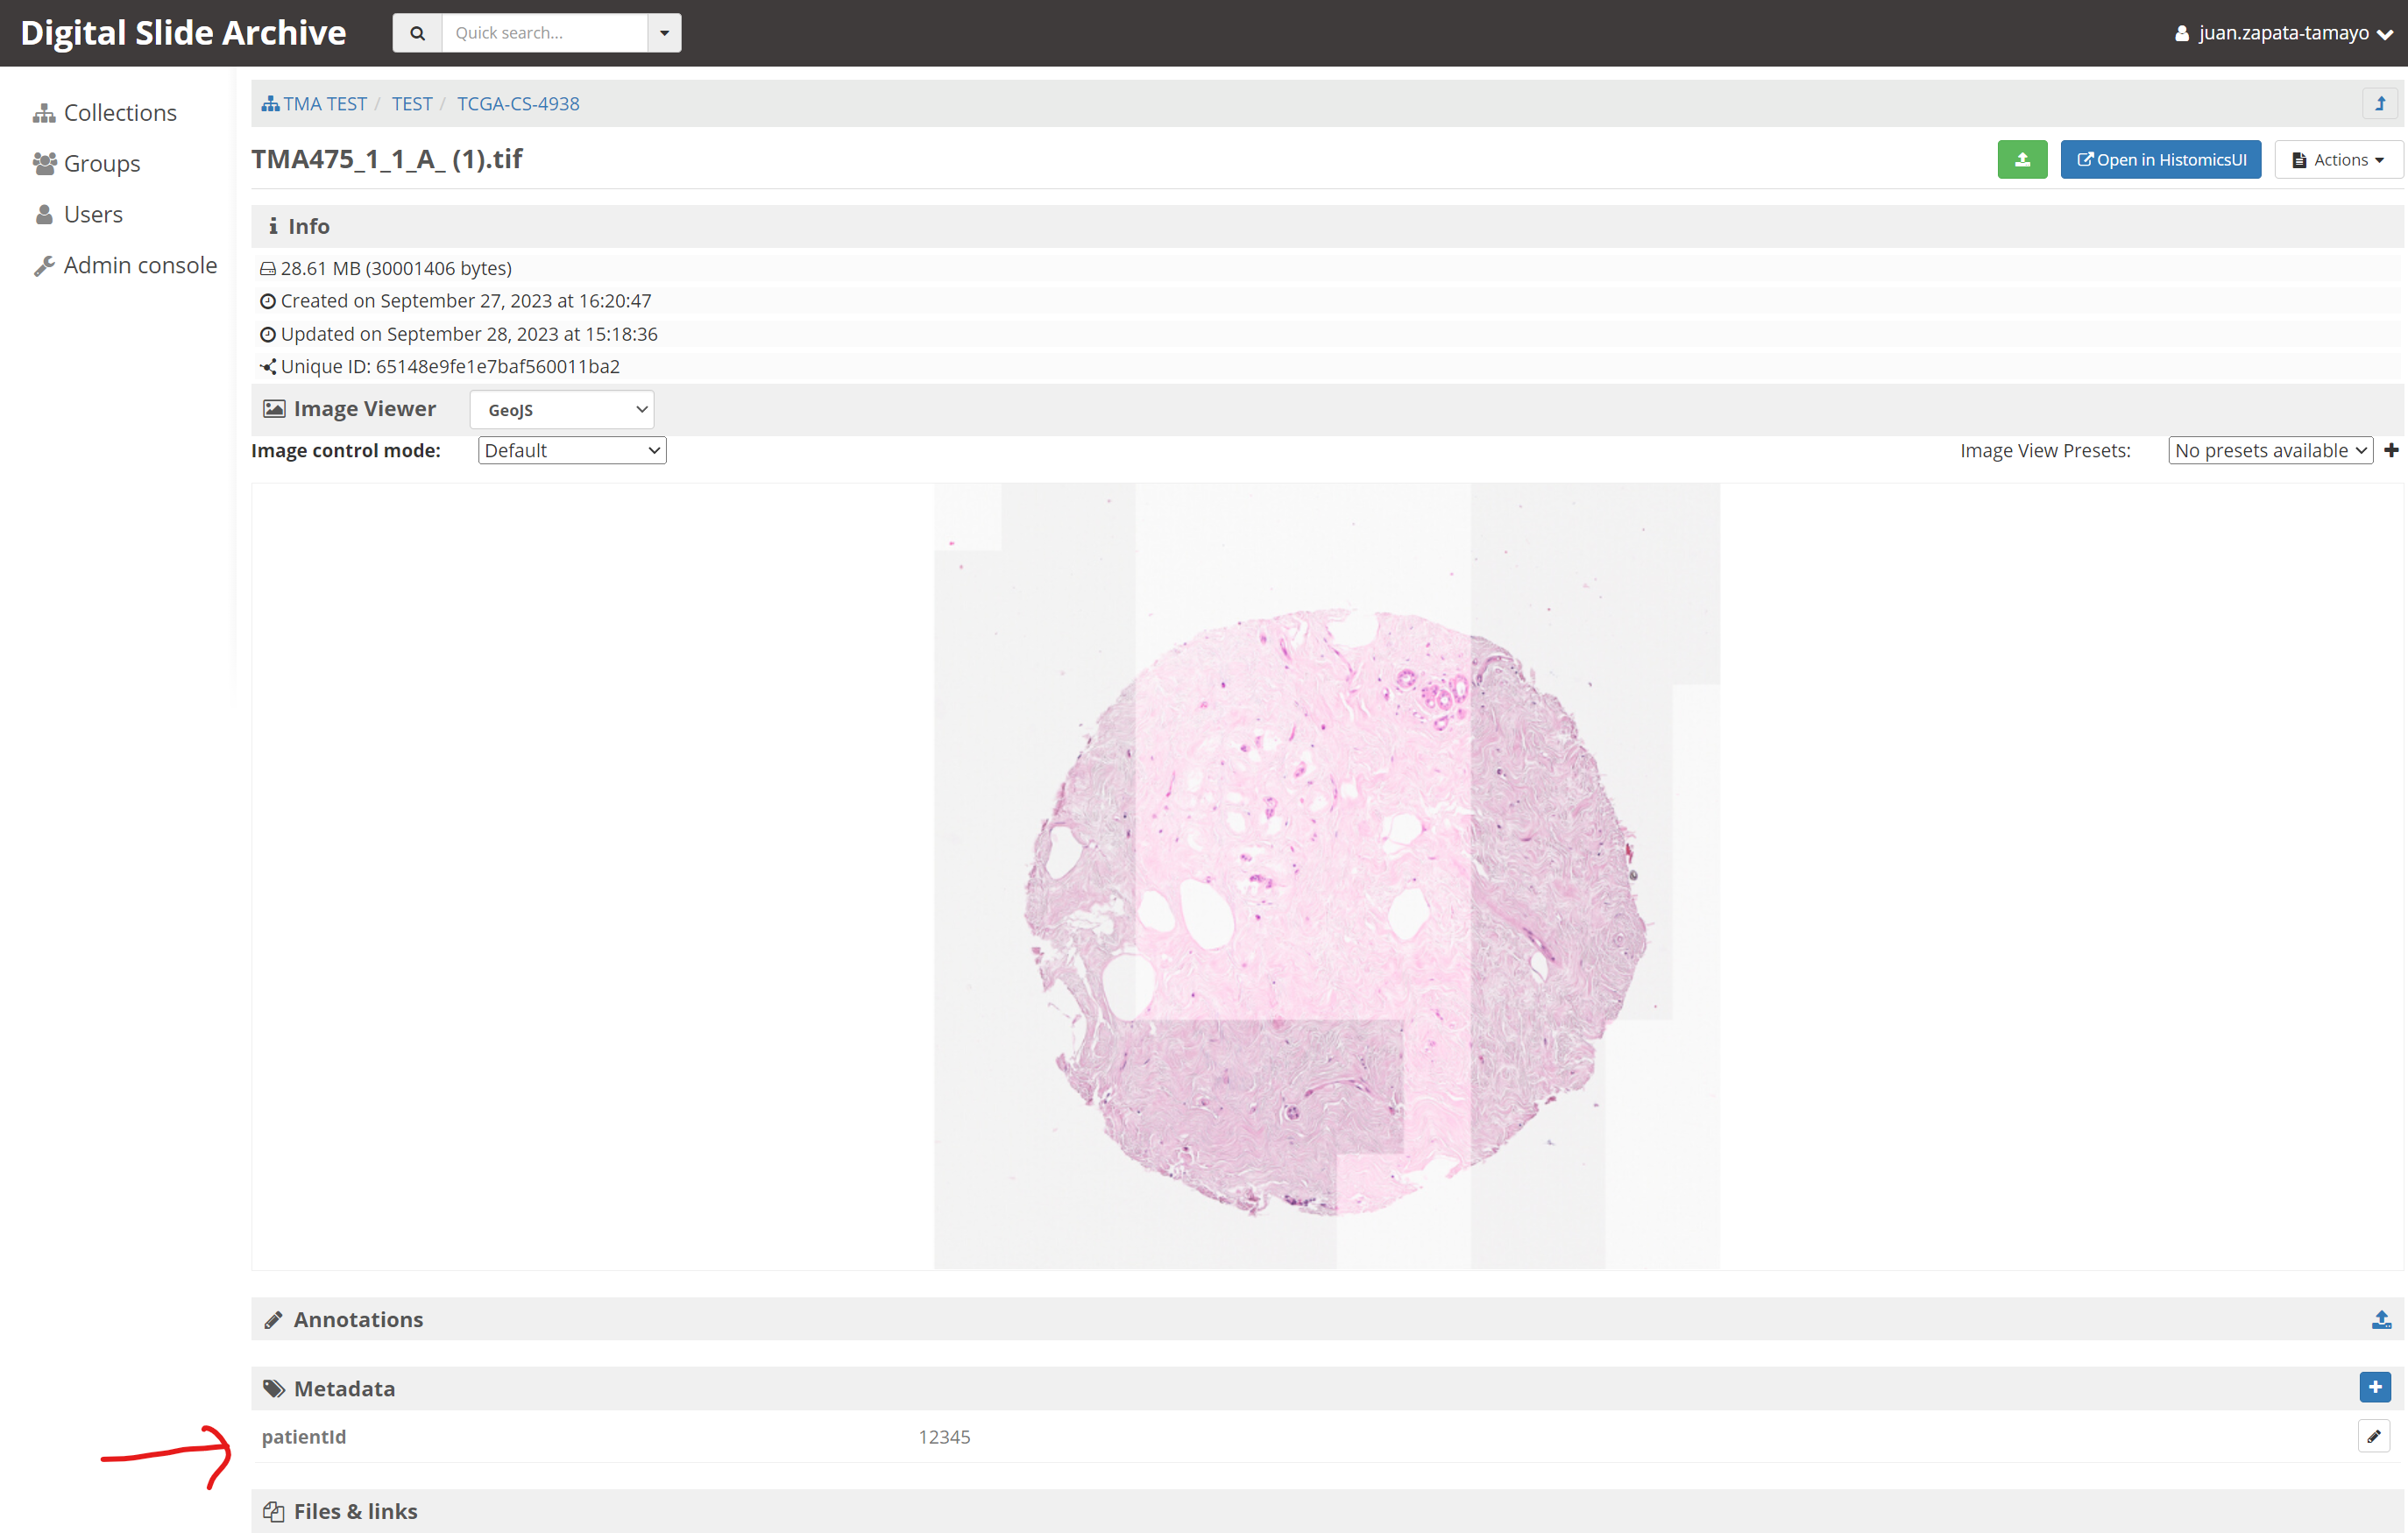 Digital Slide Archive
Quick search...
juan.zapata-tamayo
Collections
Groups
Users
Admin console
TMA TEST / TEST / TCGA-CS-4938
TMA475_1_1_A_ (1).tif
Open in HistomicsUI
Actions
Info
28.61 MB (30001406 bytes)
Created on September 27, 2023 at 16:20:47
Updated on September 28, 2023 at 15:18:36
Unique ID: 65148e9fe1e7baf560011ba2
Image Viewer GeoJS
Image control mode: Default
Image View Presets: No presets available
Annotations
Metadata
patientId 12345
Files & links